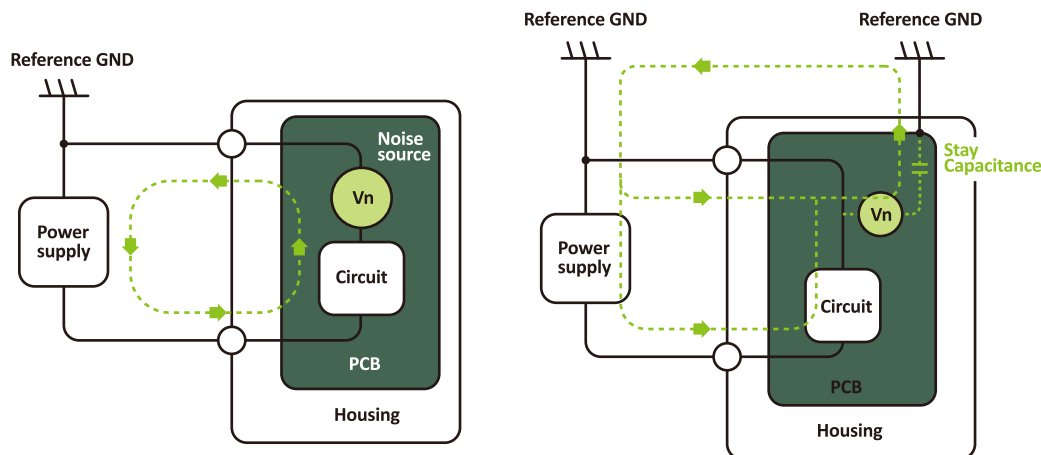 Reference GND
Noise
source
Vn
Power
supply
Circuit
PCB
Housing
Reference GND
Reference GND
Stay
Capacitance
Vn
Power
supply
Circuit
PCB
Housing